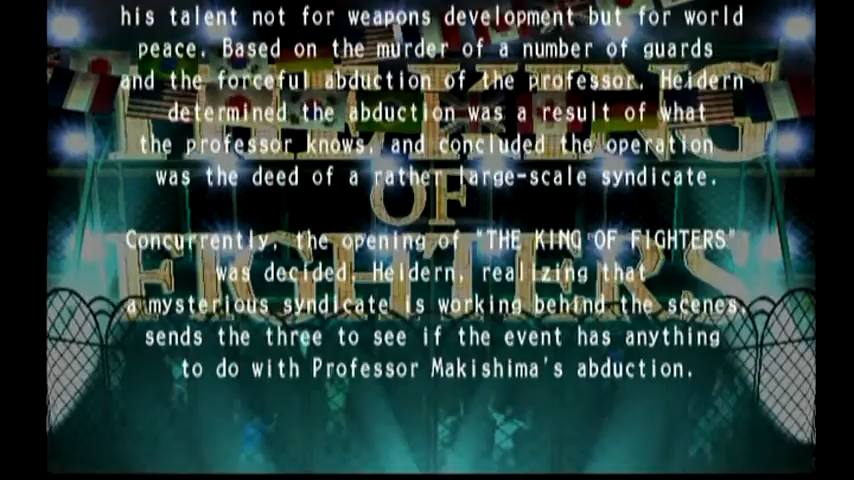 his talent not for weapons development but for world
peace. Based on the murder of a number of guards
and the forceful abduction of the professor, Heidern
determined the abduction was a result of what
the professor knows, and concluded the operation
was the deed of a rather large-scale syndicate.
Concurrently, the opening of "THE KING OF FIGHTERS"
was decided. Heidern, realizing that
a mysterious syndicate is working behind the scenes,
sends the three to see if the event has anything
to do with Professor Makishima's abduction.
THE KING
OF
FIGHTERS